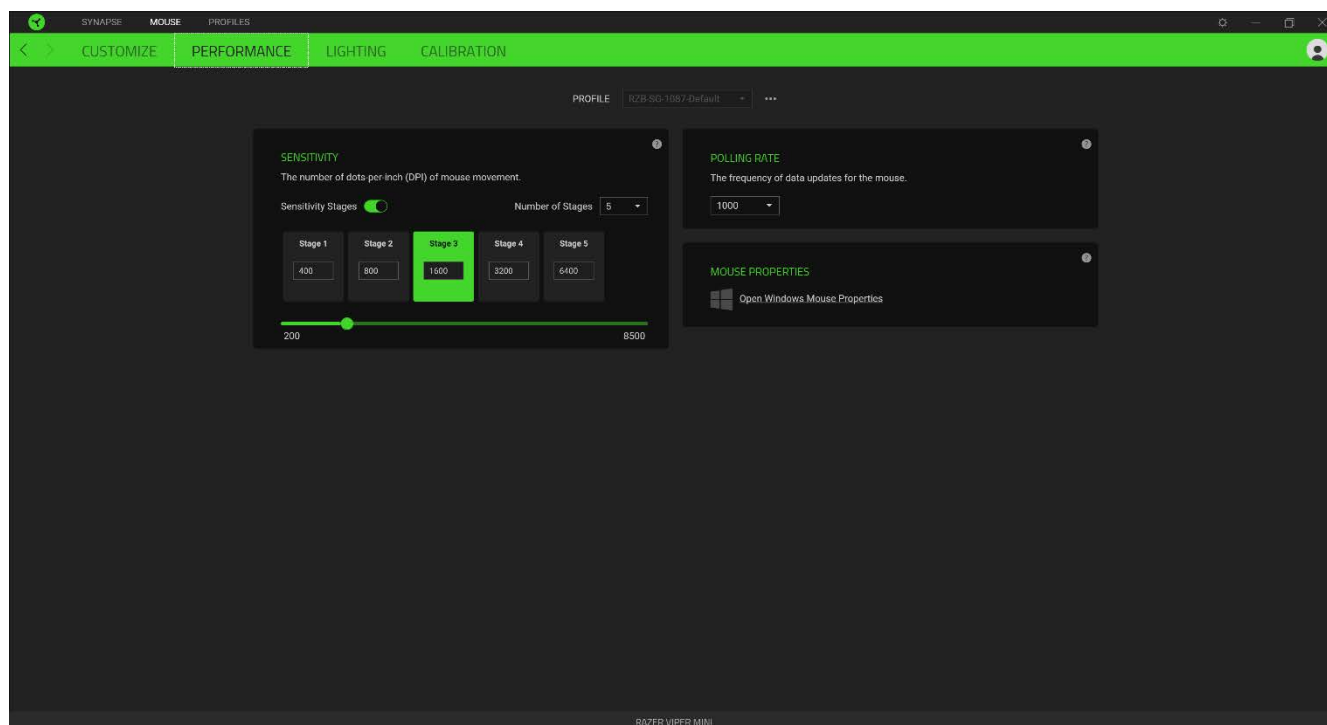 SYNAPSE MOUSE PROFILES
CUSTOMIZE PERFORMANCE LIGHTING CALIBRATION
PROFILE RZB-SG-1087-Default
SENSITIVITY
The number of dots-per-inch (DPI) of mouse movement.
Sensitivity Stages Number of Stages 5
Stage 1 Stage 2 Stage 3 Stage 4 Stage 5
400 800 1600 3200 6400
200 8500
POLLING RATE
The frequency of data updates for the mouse.
1000
MOUSE PROPERTIES
Open Windows Mouse Properties
RAZER VIPER MINI